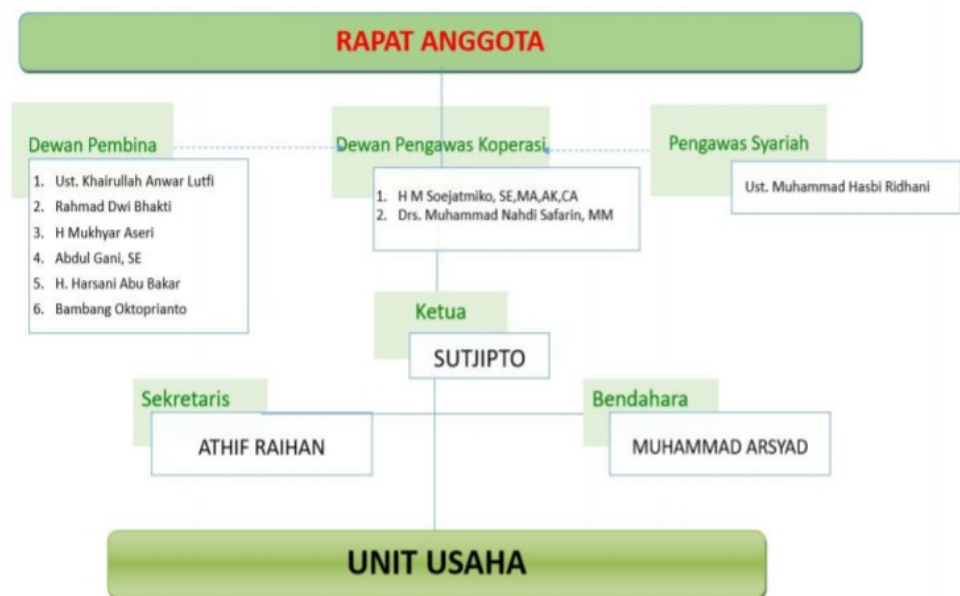 RAPAT ANGGOTA
Dewan Pembina
1. Ust. Khairullah Anwar Lutfi
2. Rahmad Dwi Bhakti
3. H Mukhyar Aseri
4. Abdul Gani, SE
5. H. Harsani Abu Bakar
6. Bambang Oktoprianto
Dewan Pengawas Koperasi
1. H M Soejatmiko, SE,MA,AK,CA
2. Drs. Muhammad Nahdi Safarin, MM
Pengawas Syariah
Ust. Muhammad Hasbi Ridhani
Ketua
SUTJIPTO
Sekretaris
ATHIF RAIHAN
Bendahara
MUHAMMAD ARSYAD
UNIT USAHA